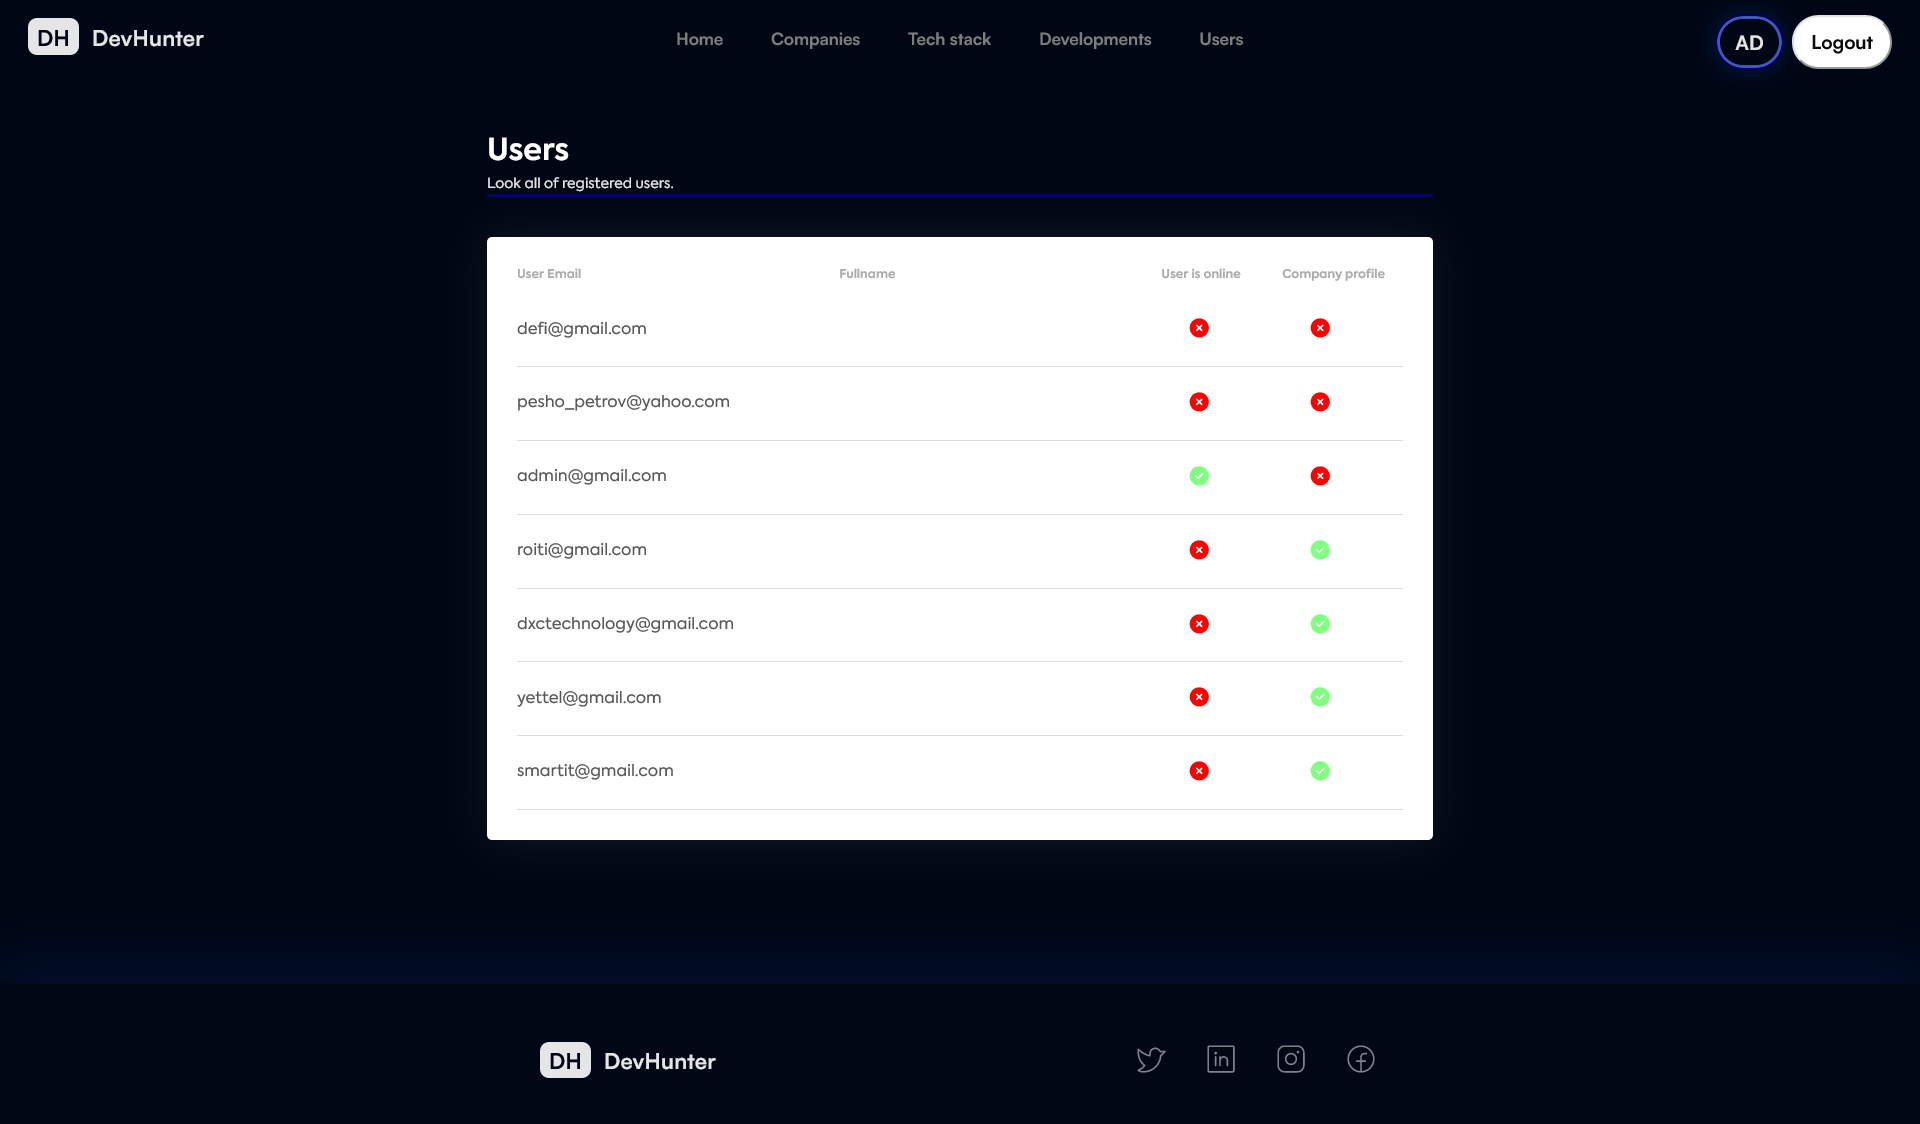 DH DevHunter
Home Companies Tech stack Developments Users
AD Logout
Users
Look all of registered users.
User Email Fullname User is online Company profile
defi@gmail.com
pesho_petrov@yahoo.com
admin@gmail.com
roiti@gmail.com
dxctechnology@gmail.com
yettel@gmail.com
smartit@gmail.com
DH DevHunter